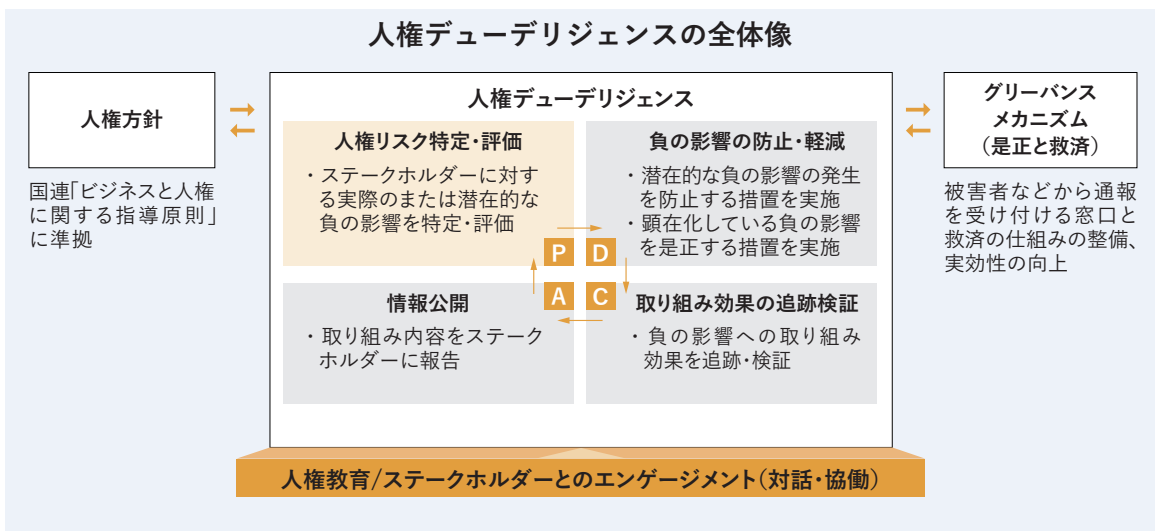 人権デューデリジェンスの全体像
人権方針
国連「ビジネスと人権
に関する指導原則」
に準拠
人権デューデリジェンス
人権リスク特定・評価
・ステークホルダーに対す
る実際のまたは潜在的な
負の影響を特定・評価
負の影響の防止・軽減
・潜在的な負の影響の発生
を防止する措置を実施
・顕在化している負の影響
を是正する措置を実施
P D
A C
情報公開
・取り組み内容をステーク
ホルダーに報告
取り組み効果の追跡検証
・負の影響への取り組み
効果を追跡・検証
グリーバンス
メカニズム
（是正と救済）
被害者などから通報
を受け付ける窓口と
救済の仕組みの整備、
実効性の向上
人権教育/ステークホルダーとのエンゲージメント（対話・協働）